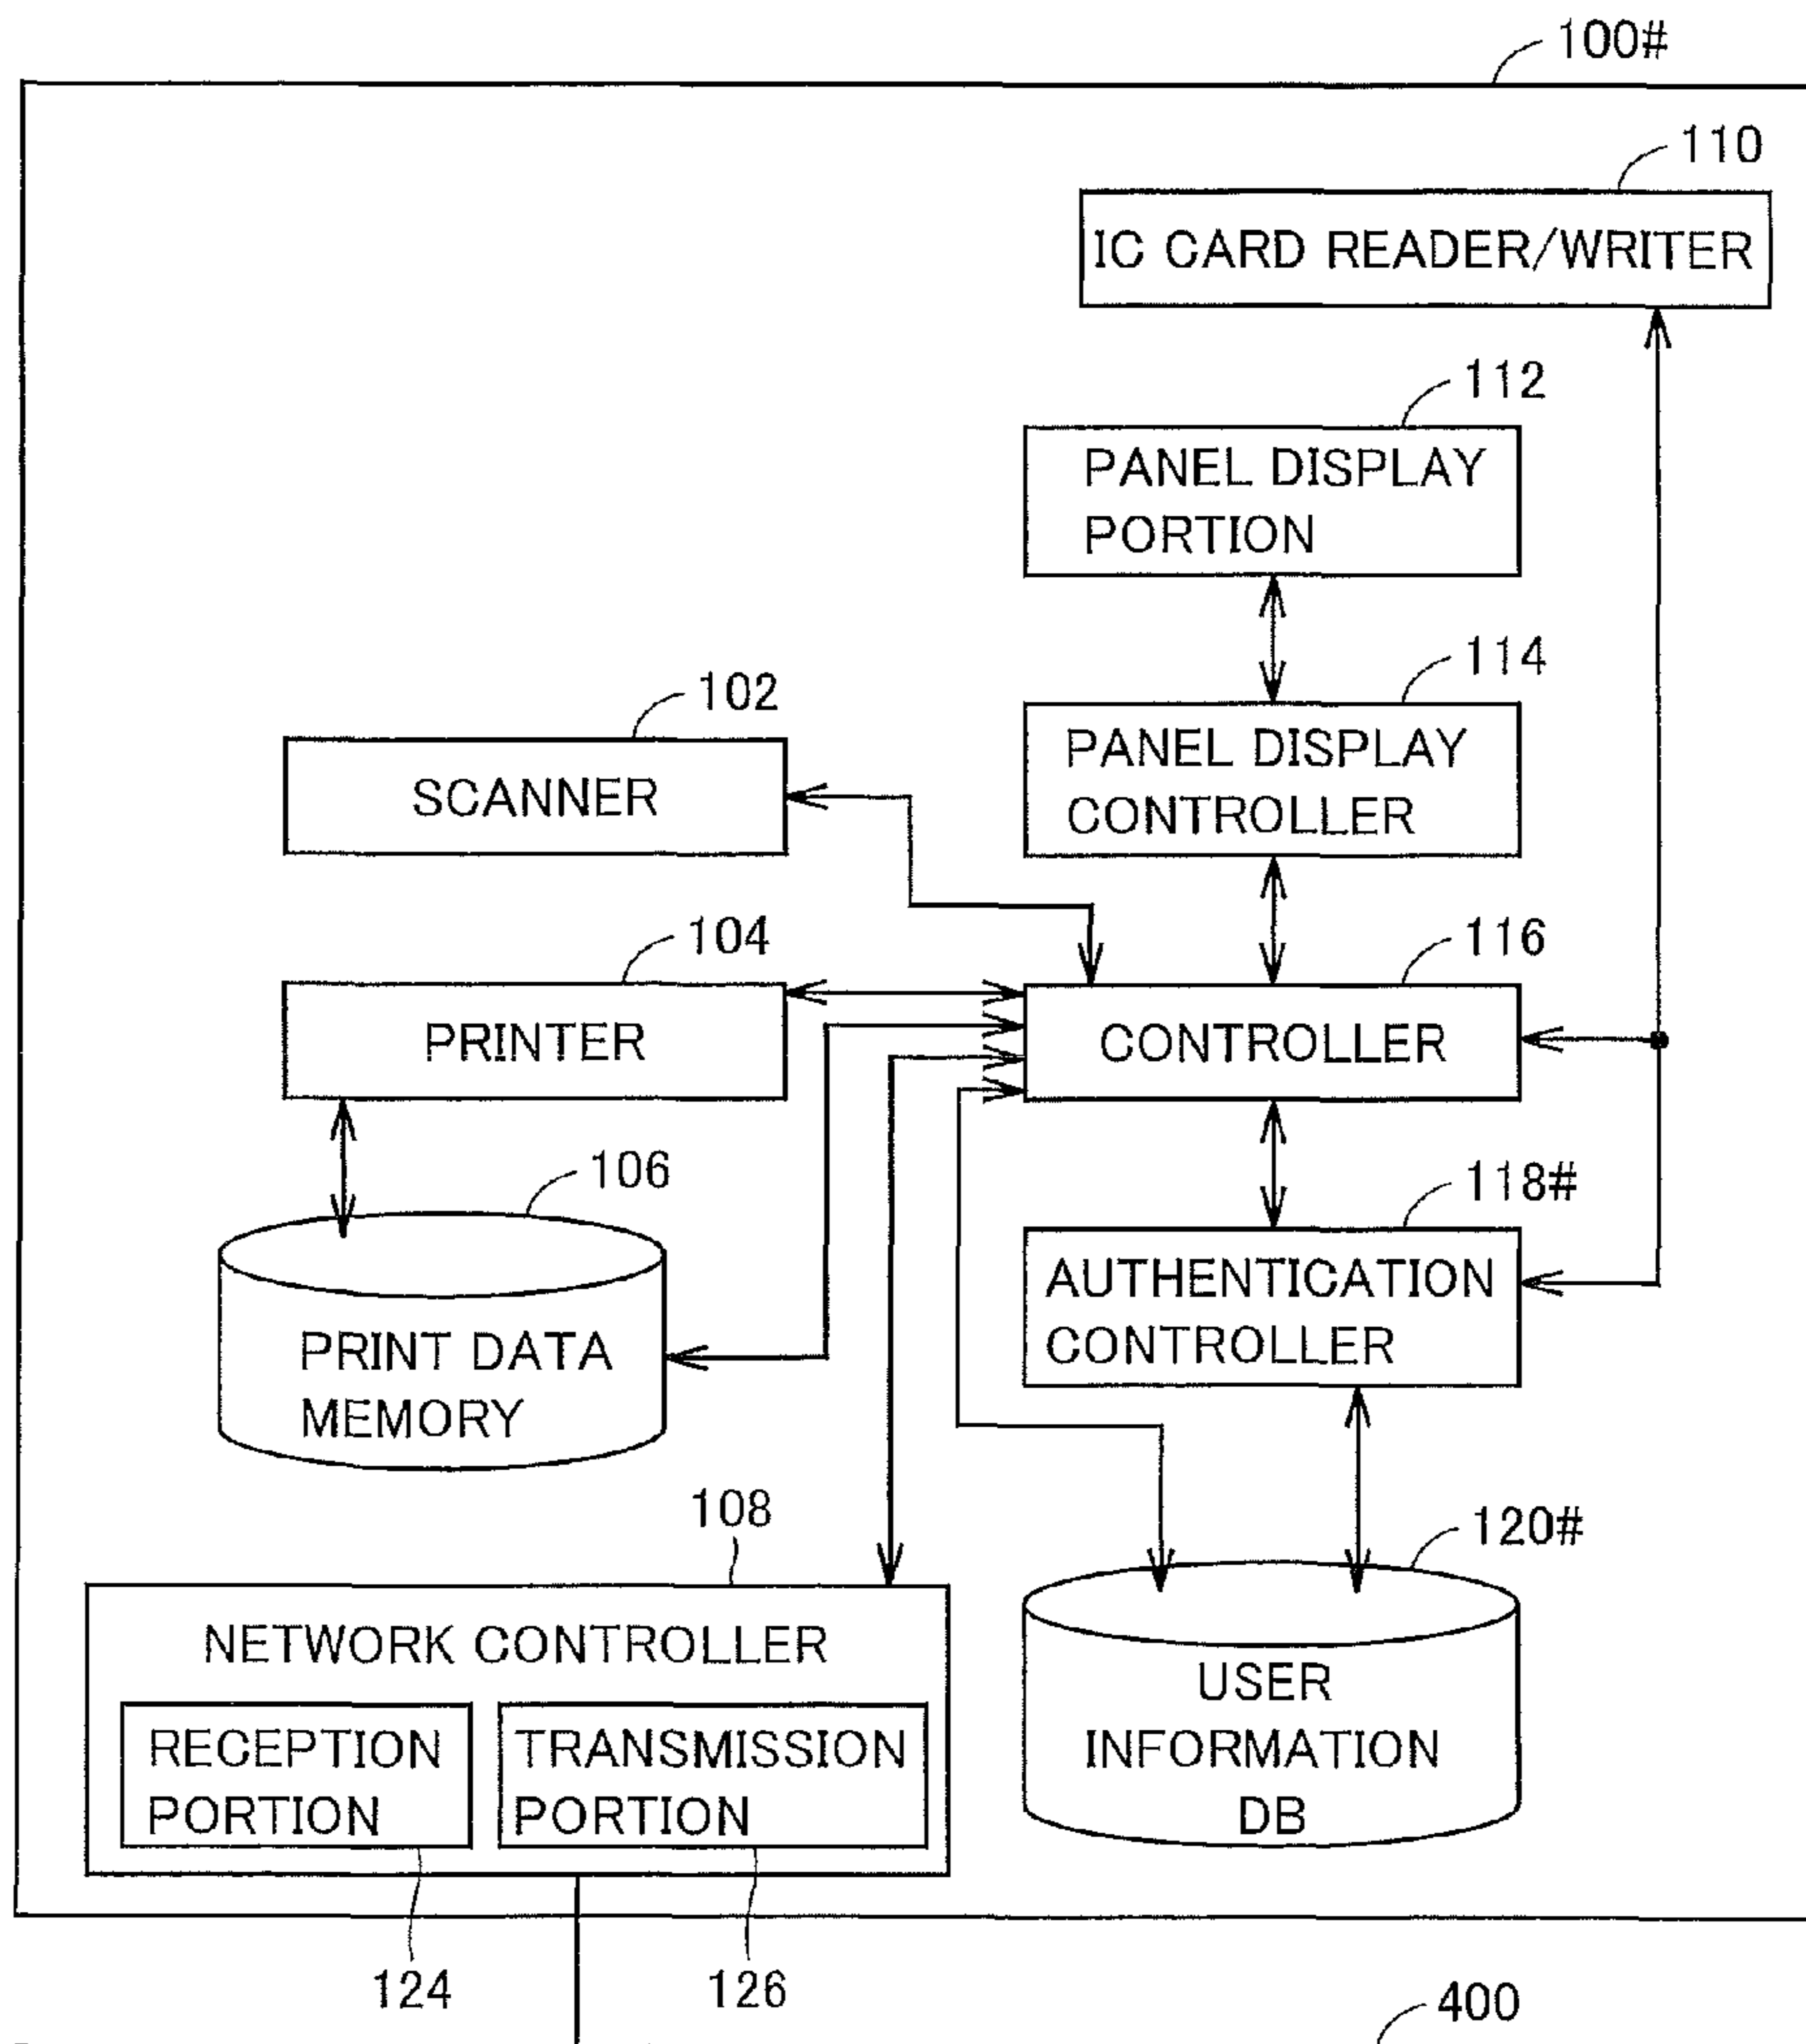 100#
110
IC CARD READER/WRITER
112
PANEL DISPLAY
PORTION
114
PANEL DISPLAY
CONTROLLER
102
SCANNER
104
PRINTER
116
CONTROLLER
106
PRINT DATA
MEMORY
118#
AUTHENTICATION
CONTROLLER
108
NETWORK CONTROLLER
RECEPTION
PORTION
TRANSMISSION
PORTION
120#
USER
INFORMATION
DB
124
126
400